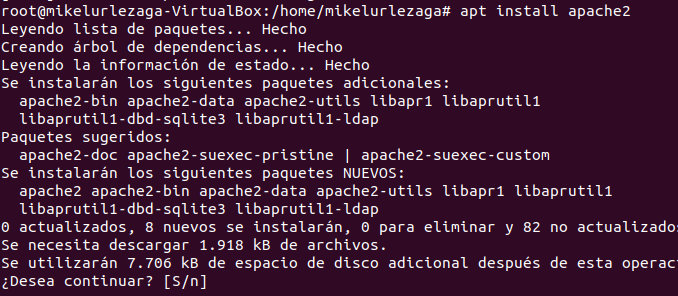 root@mikelurlezaga-VirtualBox:/home/mikelurlezaga# apt install apache2
Leyendo lista de paquetes... Hecho
Creando árbol de dependencias... Hecho
Leyendo la información de estado... Hecho
Se instalarán los siguientes paquetes adicionales:
  apache2-bin apache2-data apache2-utils libapr1 libaprutil1
  libaprutil1-dbd-sqlite3 libaprutil1-ldap
Paquetes sugeridos:
  apache2-doc apache2-suexec-pristine | apache2-suexec-custom
Se instalarán los siguientes paquetes NUEVOS:
  apache2 apache2-bin apache2-data apache2-utils libapr1 libaprutil1
  libaprutil1-dbd-sqlite3 libaprutil1-ldap
0 actualizados, 8 nuevos se instalarán, 0 para eliminar y 82 no actualizados
Se necesita descargar 1.918 kB de archivos.
Se utilizarán 7.706 kB de espacio de disco adicional después de esta operac
¿Desea continuar? [S/n]